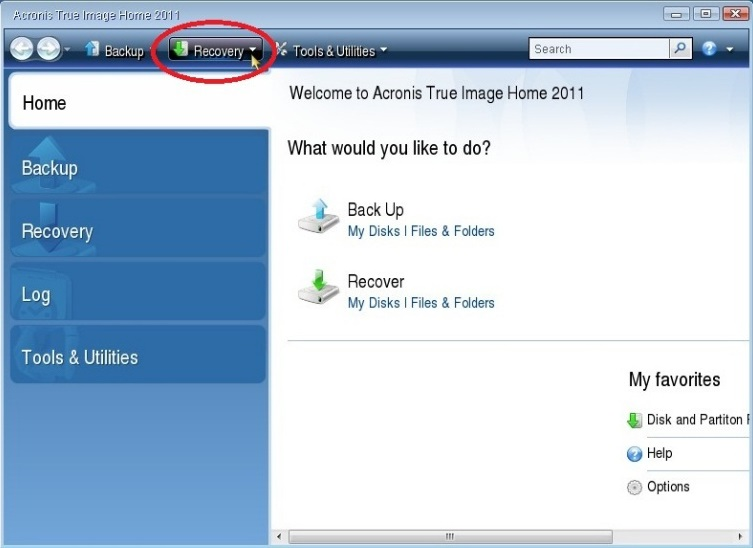 Acronis True Image Home 2011
Backup Recovery Tools & Utilities Search
Home
Backup
Recovery
Log
Tools & Utilities
Welcome to Acronis True Image Home 2011
What would you like to do?
Back Up
My Disks | Files & Folders
Recover
My Disks | Files & Folders
My favorites
Disk and Partiton
Help
Options